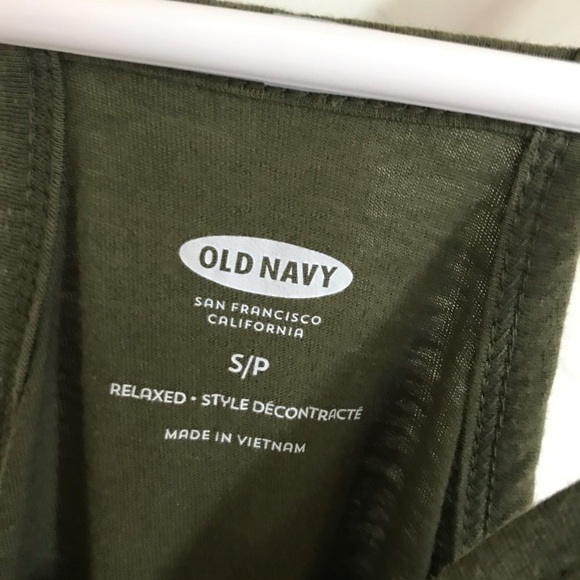 OLD NAVY
SAN FRANCISCO
CALIFORNIA
S/P
RELAXED • STYLE DÉCONTRACTÉ
MADE IN VIETNAM